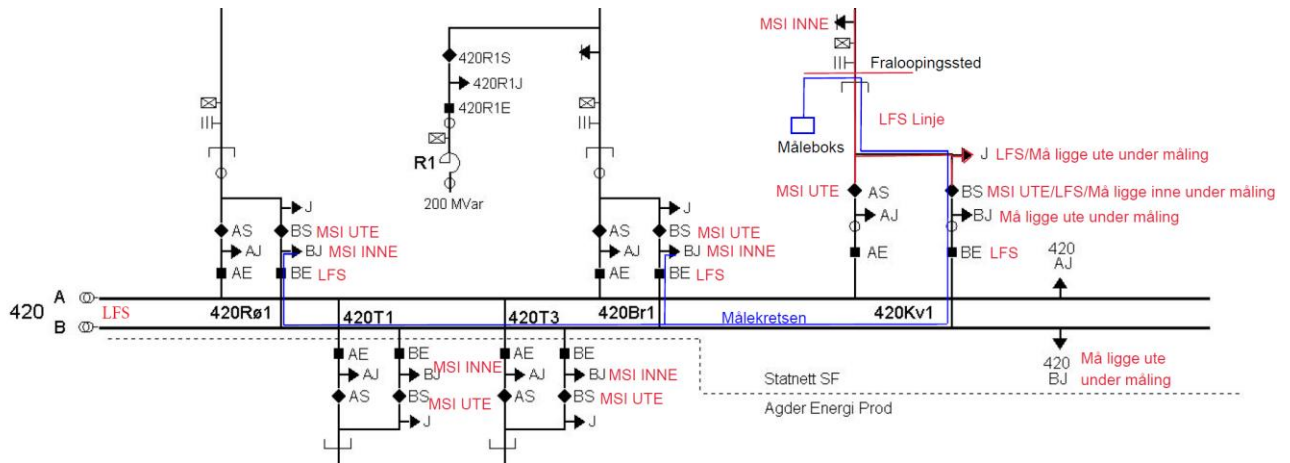 MSI INNE
420R1S
420R1J
420R1E
R1
200 MVar
Fraloopingssted
Måleboks
LFS Linje
J LFS/Må ligge ute under måling
J
AS
BS MSI UTE
AJ
BJ MSI INNE
AE
BE LFS
J
AS
BS MSI UTE
AJ
BJ MSI INNE
AE
BE LFS
MSI UTE AS
BS MSI UTE/LFS/Må ligge inne under måling
AJ
BJ Må ligge ute under måling
AE
BE LFS
420
AJ
420
A
B
LFS
420Rø1
420T1
420T3
420Br1
Målekretsen
420Kv1
AE
BE
MSI INNE
AJ
BJ
AS
BS MSI UTE
J
AE
BE
AJ
BJ MSI INNE
AS
BS MSI UTE
J
420
BJ
Må ligge ute
under måling
Statnett SF
Agder Energi Prod